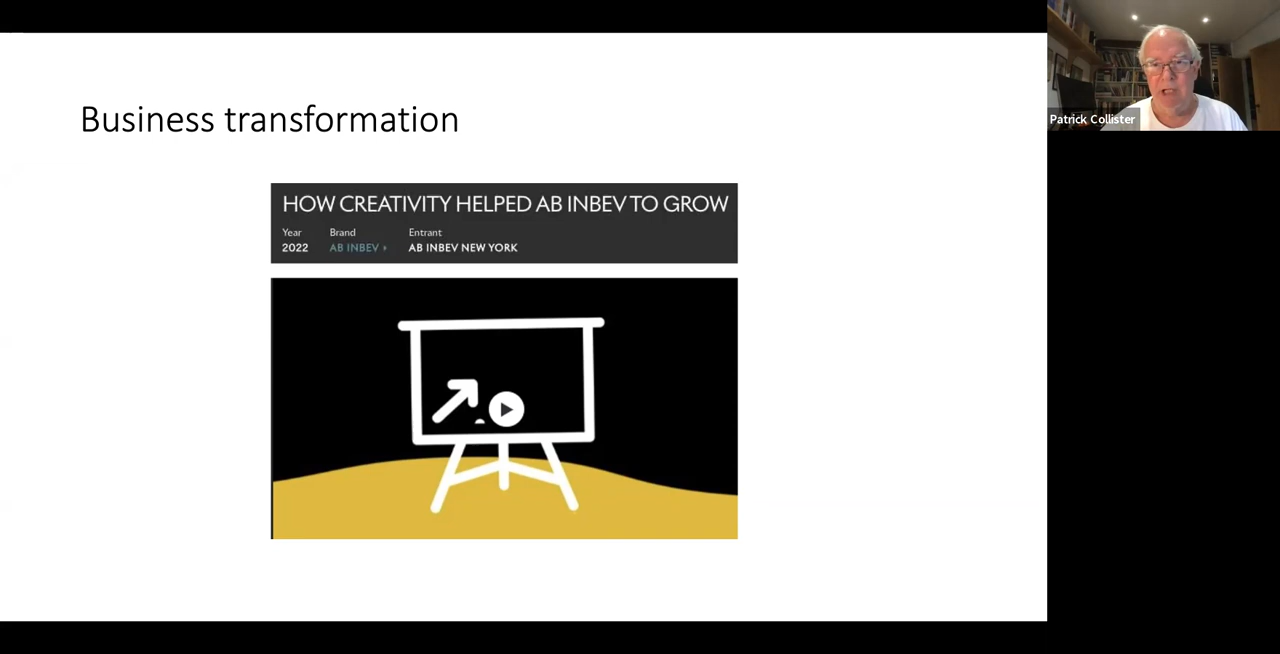 Business transformation
HOW CREATIVITY HELPED AB INBEV TO GROW
Year Brand Entrant
2022 AB INBEV AB INBEV NEW YORK
Patrick Collister